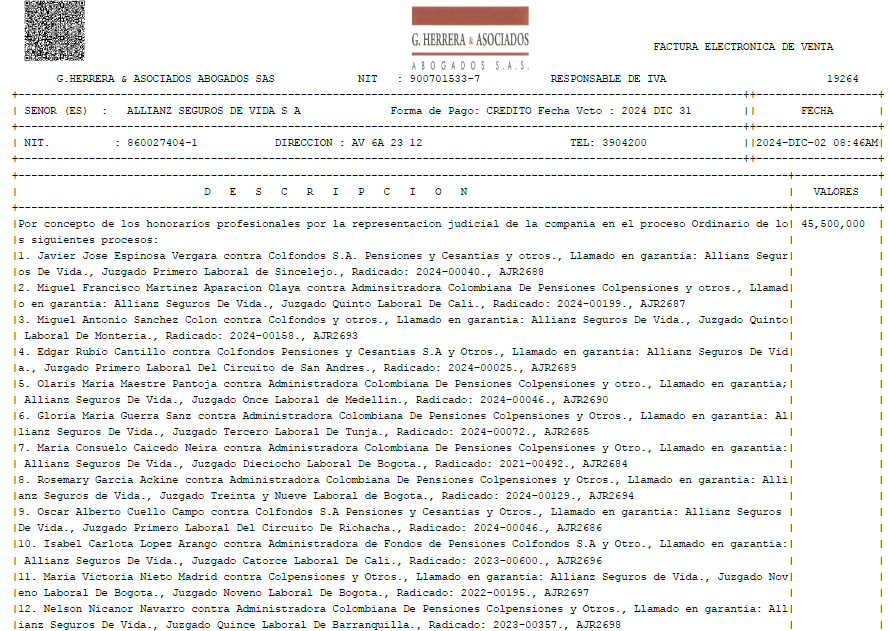 G. HERRERA & ASOCIADOS
ABOGADOS S.A.S.
FACTURA ELECTRONICA DE VENTA
G.HERRERA & ASOCIADOS ABOGADOS SAS NIT : 900701533-7 RESPONSABLE DE IVA 19264
SENOR (ES) : ALLIANZ SEGUROS DE VIDA S A Forma de Pago: CREDITO Fecha Vcto : 2024 DIC 31 FECHA
NIT. : 860027404-1 DIRECCION : AV 6A 23 12 TEL: 3904200 2024-DIC-02 08:46AM
D E S C R I P C I O N VALORES
Por concepto de los honorarios profesionales por la representacion judicial de la compania en el proceso Ordinario de lo 45,500,000
s siguientes procesos:
1. Javier Jose Espinosa Vergara contra Colfondos S.A. Pensiones y Cesantias y otros., Llamado en garantia: Allianz Segur
os De Vida., Juzgado Primero Laboral de Sincelejo., Radicado: 2024-00040., AJR2688
2. Miguel Francisco Martinez Aparacion Olaya contra Adminsitradora Colombiana De Pensiones Colpensiones y otros., Llamad
o en garantia: Allianz Seguros De Vida., Juzgado Quinto Laboral De Cali., Radicado: 2024-00199., AJR2687
3. Miguel Antonio Sanchez Colon contra Colfondos y otros., Llamado en garantia: Allianz Seguros De Vida., Juzgado Quinto
Laboral De Monteria., Radicado: 2024-00158., AJR2693
4. Edgar Rubio Cantillo contra Colfondos Pensiones y Cesantias S.A y Otros., Llamado en garantia: Allianz Seguros De Vid
a., Juzgado Primero Laboral Del Circuito de San Andres., Radicado: 2024-00025., AJR2689
5. Olaris Maria Maestre Pantoja contra Administradora Colombiana De Pensiones Colpensiones y otro., Llamado en garantia;
Allianz Seguros De Vida., Juzgado Once Laboral de Medellin., Radicado: 2024-00046., AJR2690
6. Gloria Maria Guerra Sanz contra Administradora Colombiana De Pensiones Colpensiones y Otros., Llamado en garantia: Al
lianz Seguros De Vida., Juzgado Tercero Laboral De Tunja., Radicado: 2024-00072., AJR2685
7. Maria Consuelo Caicedo Neira contra Administradora Colombiana De Pensiones Colpensiones y Otro., Llamado en garantia:
Allianz Seguros De Vida., Juzgado Dieciocho Laboral De Bogota., Radicado: 2021-00492., AJR2684
8. Rosemary Garcia Ackine contra Administradora Colombiana De Pensiones Colpensiones y Otros., Llamado en garantia: Alli
anz Seguros de Vida., Juzgado Treinta y Nueve Laboral de Bogota., Radicado: 2024-00129., AJR2694
9. Oscar Alberto Cuello Campo contra Colfondos S.A Pensiones y Cesantias y Otros., Llamado en garantia: Allianz Seguros
De Vida., Juzgado Primero Laboral Del Circuito De Riohacha., Radicado: 2024-00046., AJR2686
10. Isabel Carlota Lopez Arango contra Administradora de Fondos de Pensiones Colfondos S.A y Otro., Llamado en garantia:
Allianz Seguros De Vida., Juzgado Catorce Laboral De Cali., Radicado: 2023-00600., AJR2696
11. Maria Victoria Nieto Madrid contra Colpensiones y Otros., Llamado en garantia: Allianz Seguros de Vida., Juzgado Nov
eno Laboral De Bogota., Juzgado Noveno Laboral De Bogota., Radicado: 2022-00195., AJR2697
12. Nelson Nicanor Navarro contra Administradora Colombiana De Pensiones Colpensiones y Otros., Llamado en garantia: All
ianz Seguros De Vida., Juzgado Quince Laboral De Barranquilla., Radicado: 2023-00357., AJR2698